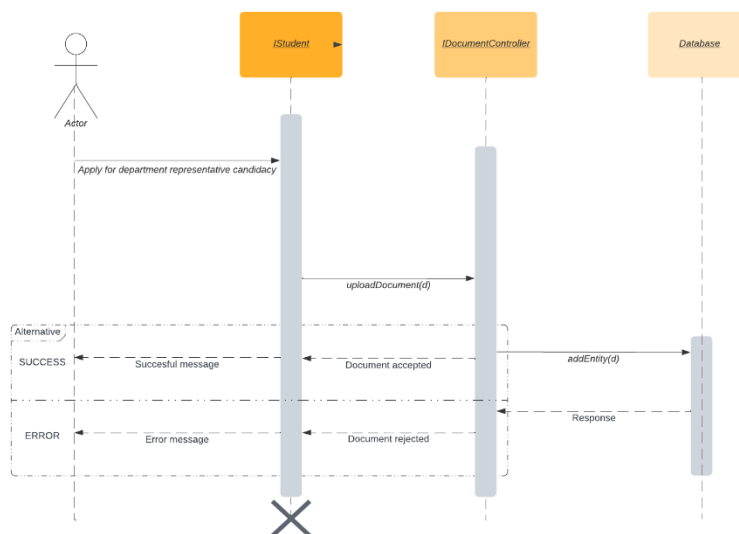 IStudent
IDocumentController
Database
Actor
Apply for department representative candidacy
uploadDocument(d)
Alternative
SUCCESS
Succesful message
Document accepted
addEntity(d)
Response
ERROR
Error message
Document rejected